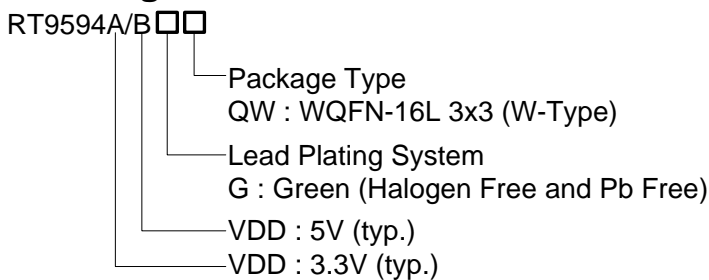 RT9594A/B□□
Package Type
QW : WQFN-16L 3x3 (W-Type)
Lead Plating System
G : Green (Halogen Free and Pb Free)
VDD : 5V (typ.)
VDD : 3.3V (typ.)